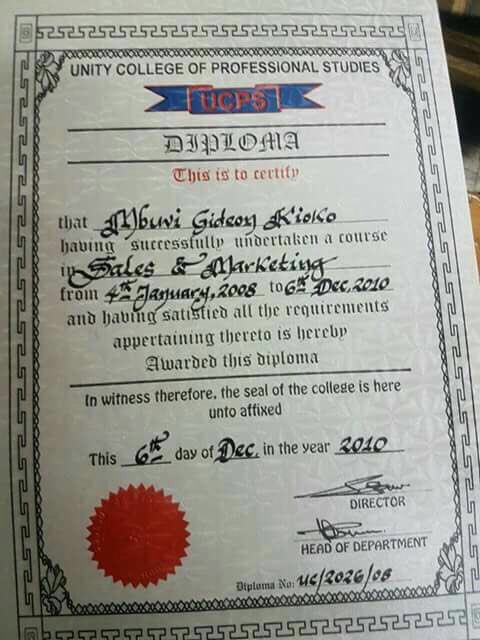 UNITY COLLEGE OF PROFESSIONAL STUDIES
UCPS
DIPLOMA
This is to certify
that Mbuvi Gideon Kioko
having successfully undertaken a course
in Sales & Marketing
from 4th January, 2008 to 6th Dec, 2010
and having satisfied all the requirements
appertaining thereto is hereby
Awarded this diploma
In witness therefore, the seal of the college is here
unto affixed
This 6th day of Dec. in the year 2010
DIRECTOR
HEAD OF DEPARTMENT
Diploma No: UC/2026/08